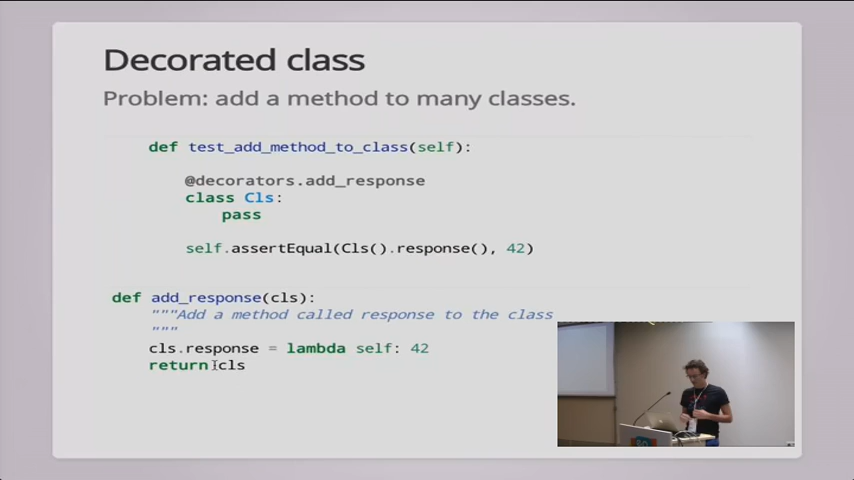 Decorated class
Problem: add a method to many classes.
def test_add_method_to_class(self):
@decorators.add_response
class Cls:
pass
self.assertEqual(Cls().response(), 42)
def add_response(cls):
"""Add a method called response to the class
"""
cls.response = lambda self: 42
return cls